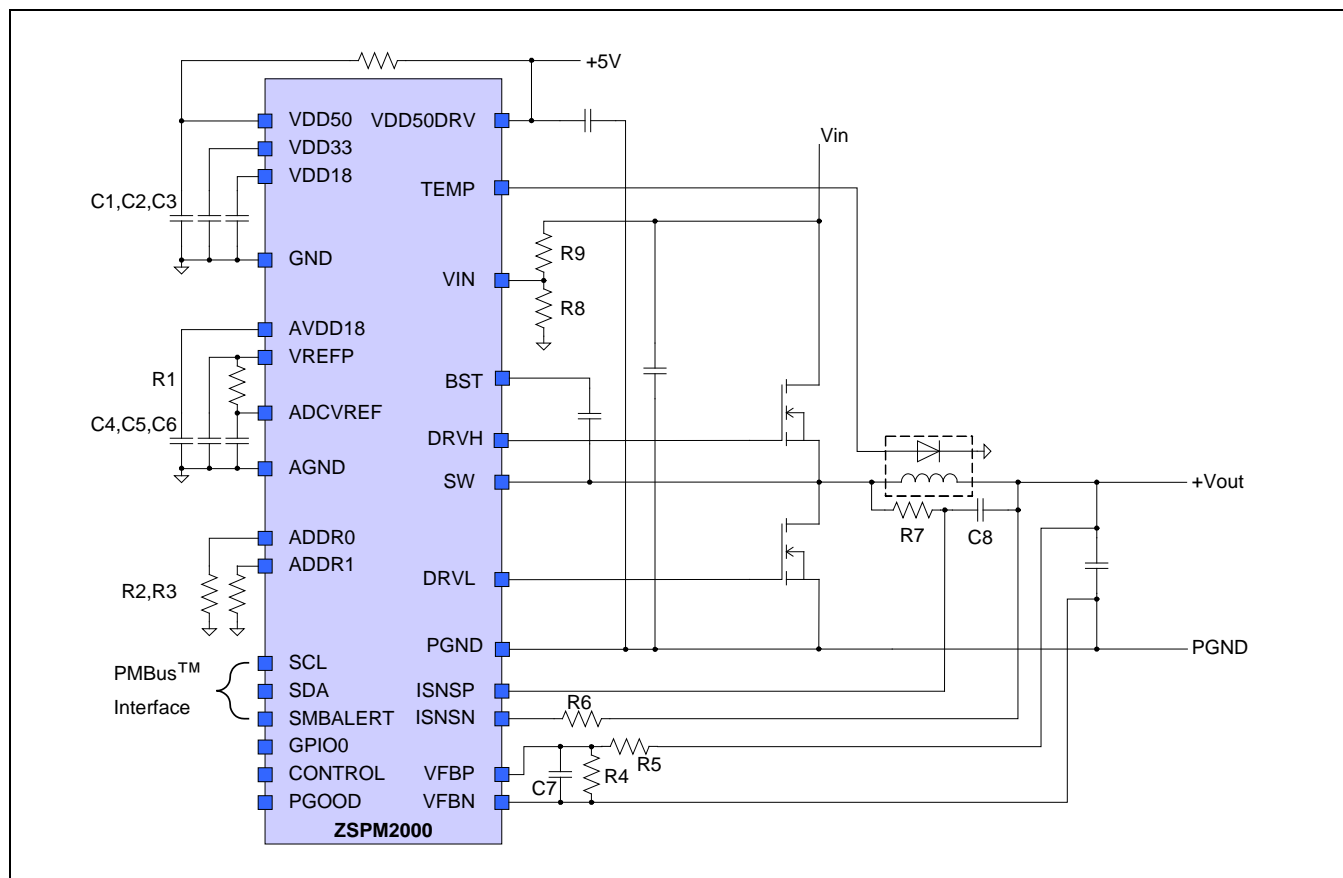 +5V
VDD50
VDD50DRV
VDD33
VDD18
Vin
TEMP
C1,C2,C3
GND
R9
VIN
R8
AVDD18
VREFP
R1
BST
ADCVREF
C4,C5,C6
DRVH
AGND
SW
+Vout
R7
C8
ADDR0
ADDR1
DRVL
R2,R3
PGND
PGND
SCL
PMBus™
Interface
SDA
ISNSP
R6
SMBALERT
ISNSN
GPIO0
R5
CONTROL
VFBP
C7
R4
PGOOD
VFBN
ZSPM2000